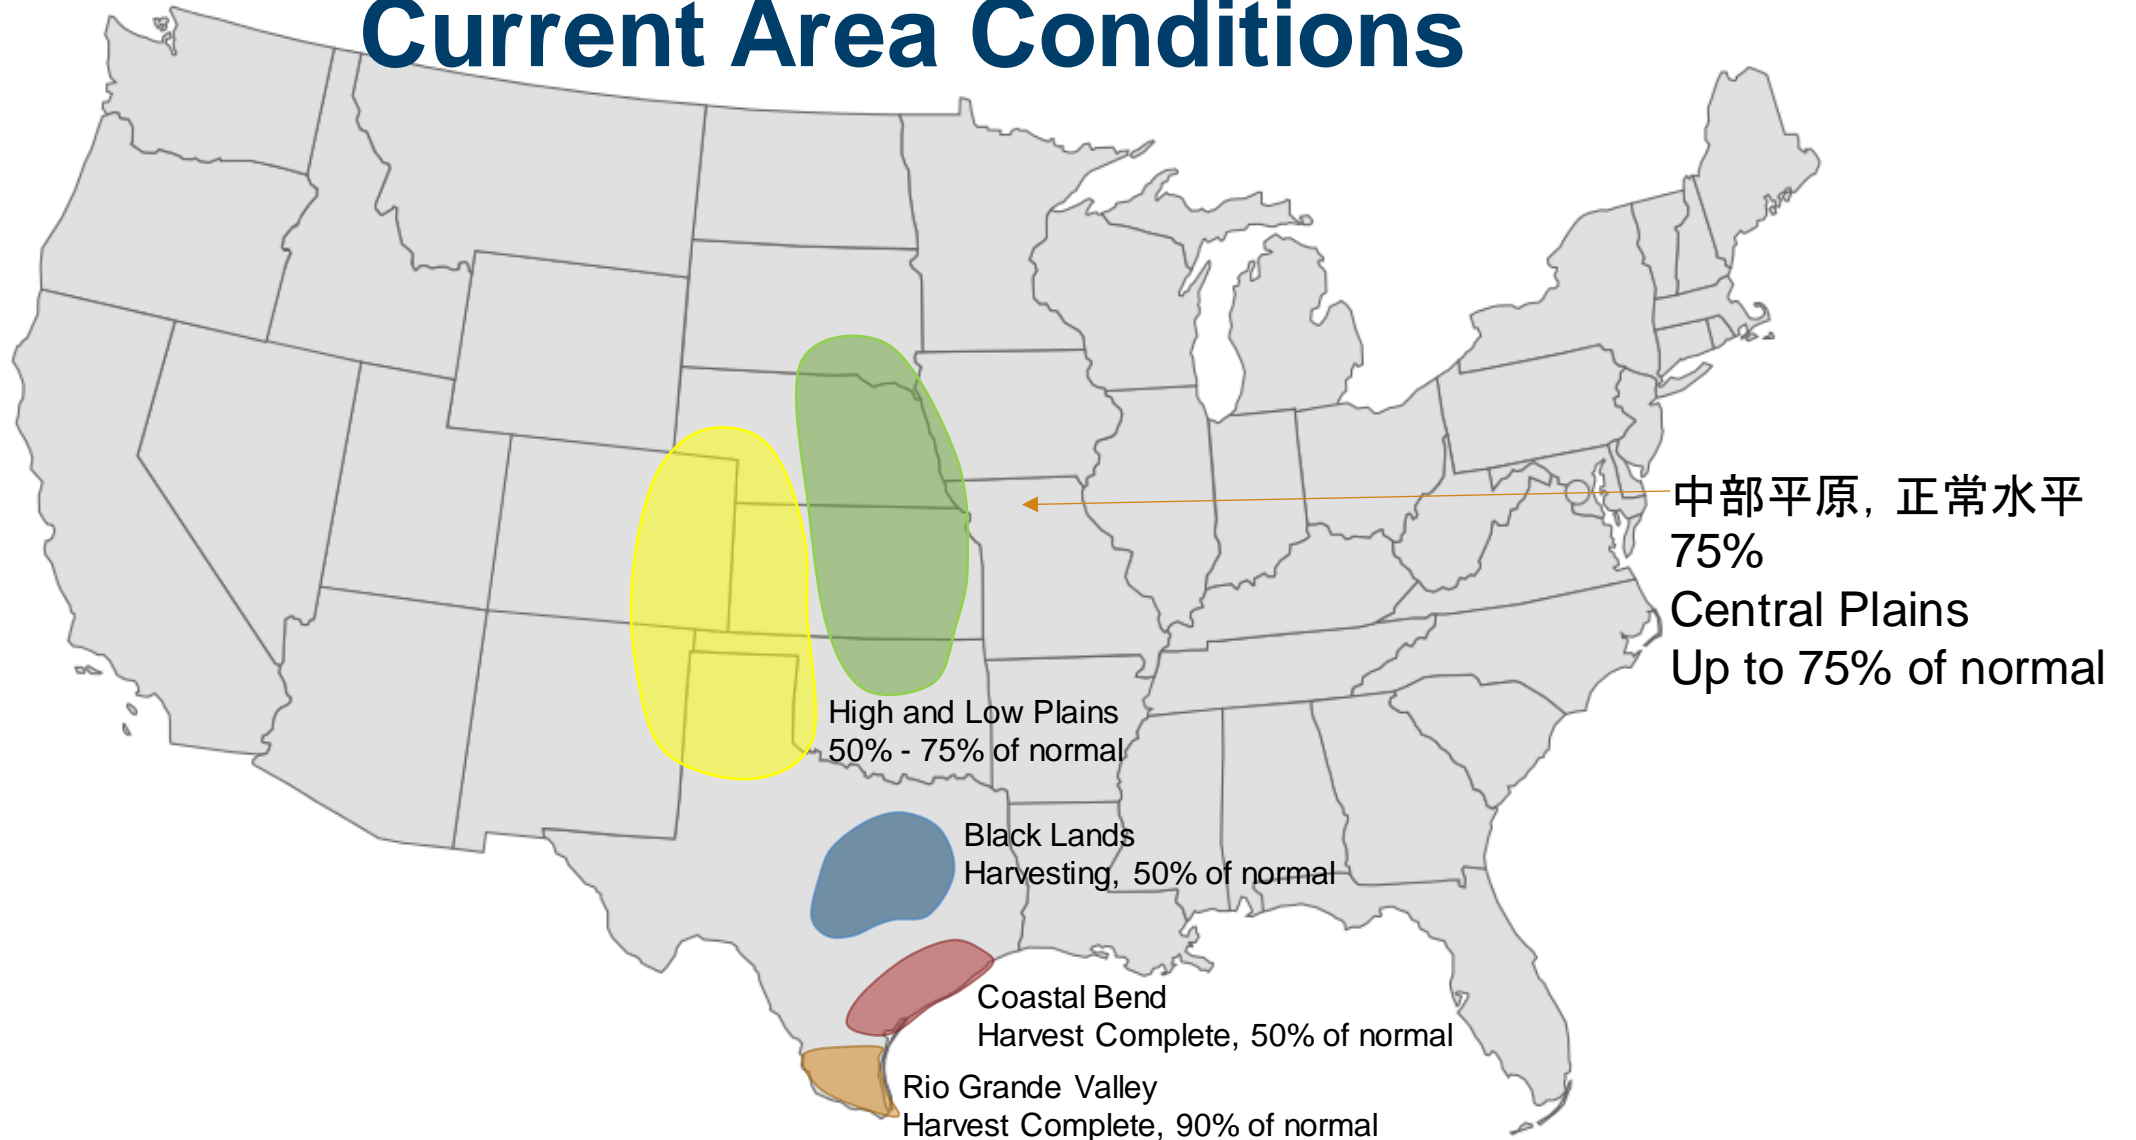 Current Area Conditions
中部平原，正常水平
75%
Central Plains
Up to 75% of normal
High and Low Plains
50% - 75% of normal
Black Lands
Harvesting, 50% of normal
Coastal Bend
Harvest Complete, 50% of normal
Rio Grande Valley
Harvest Complete, 90% of normal